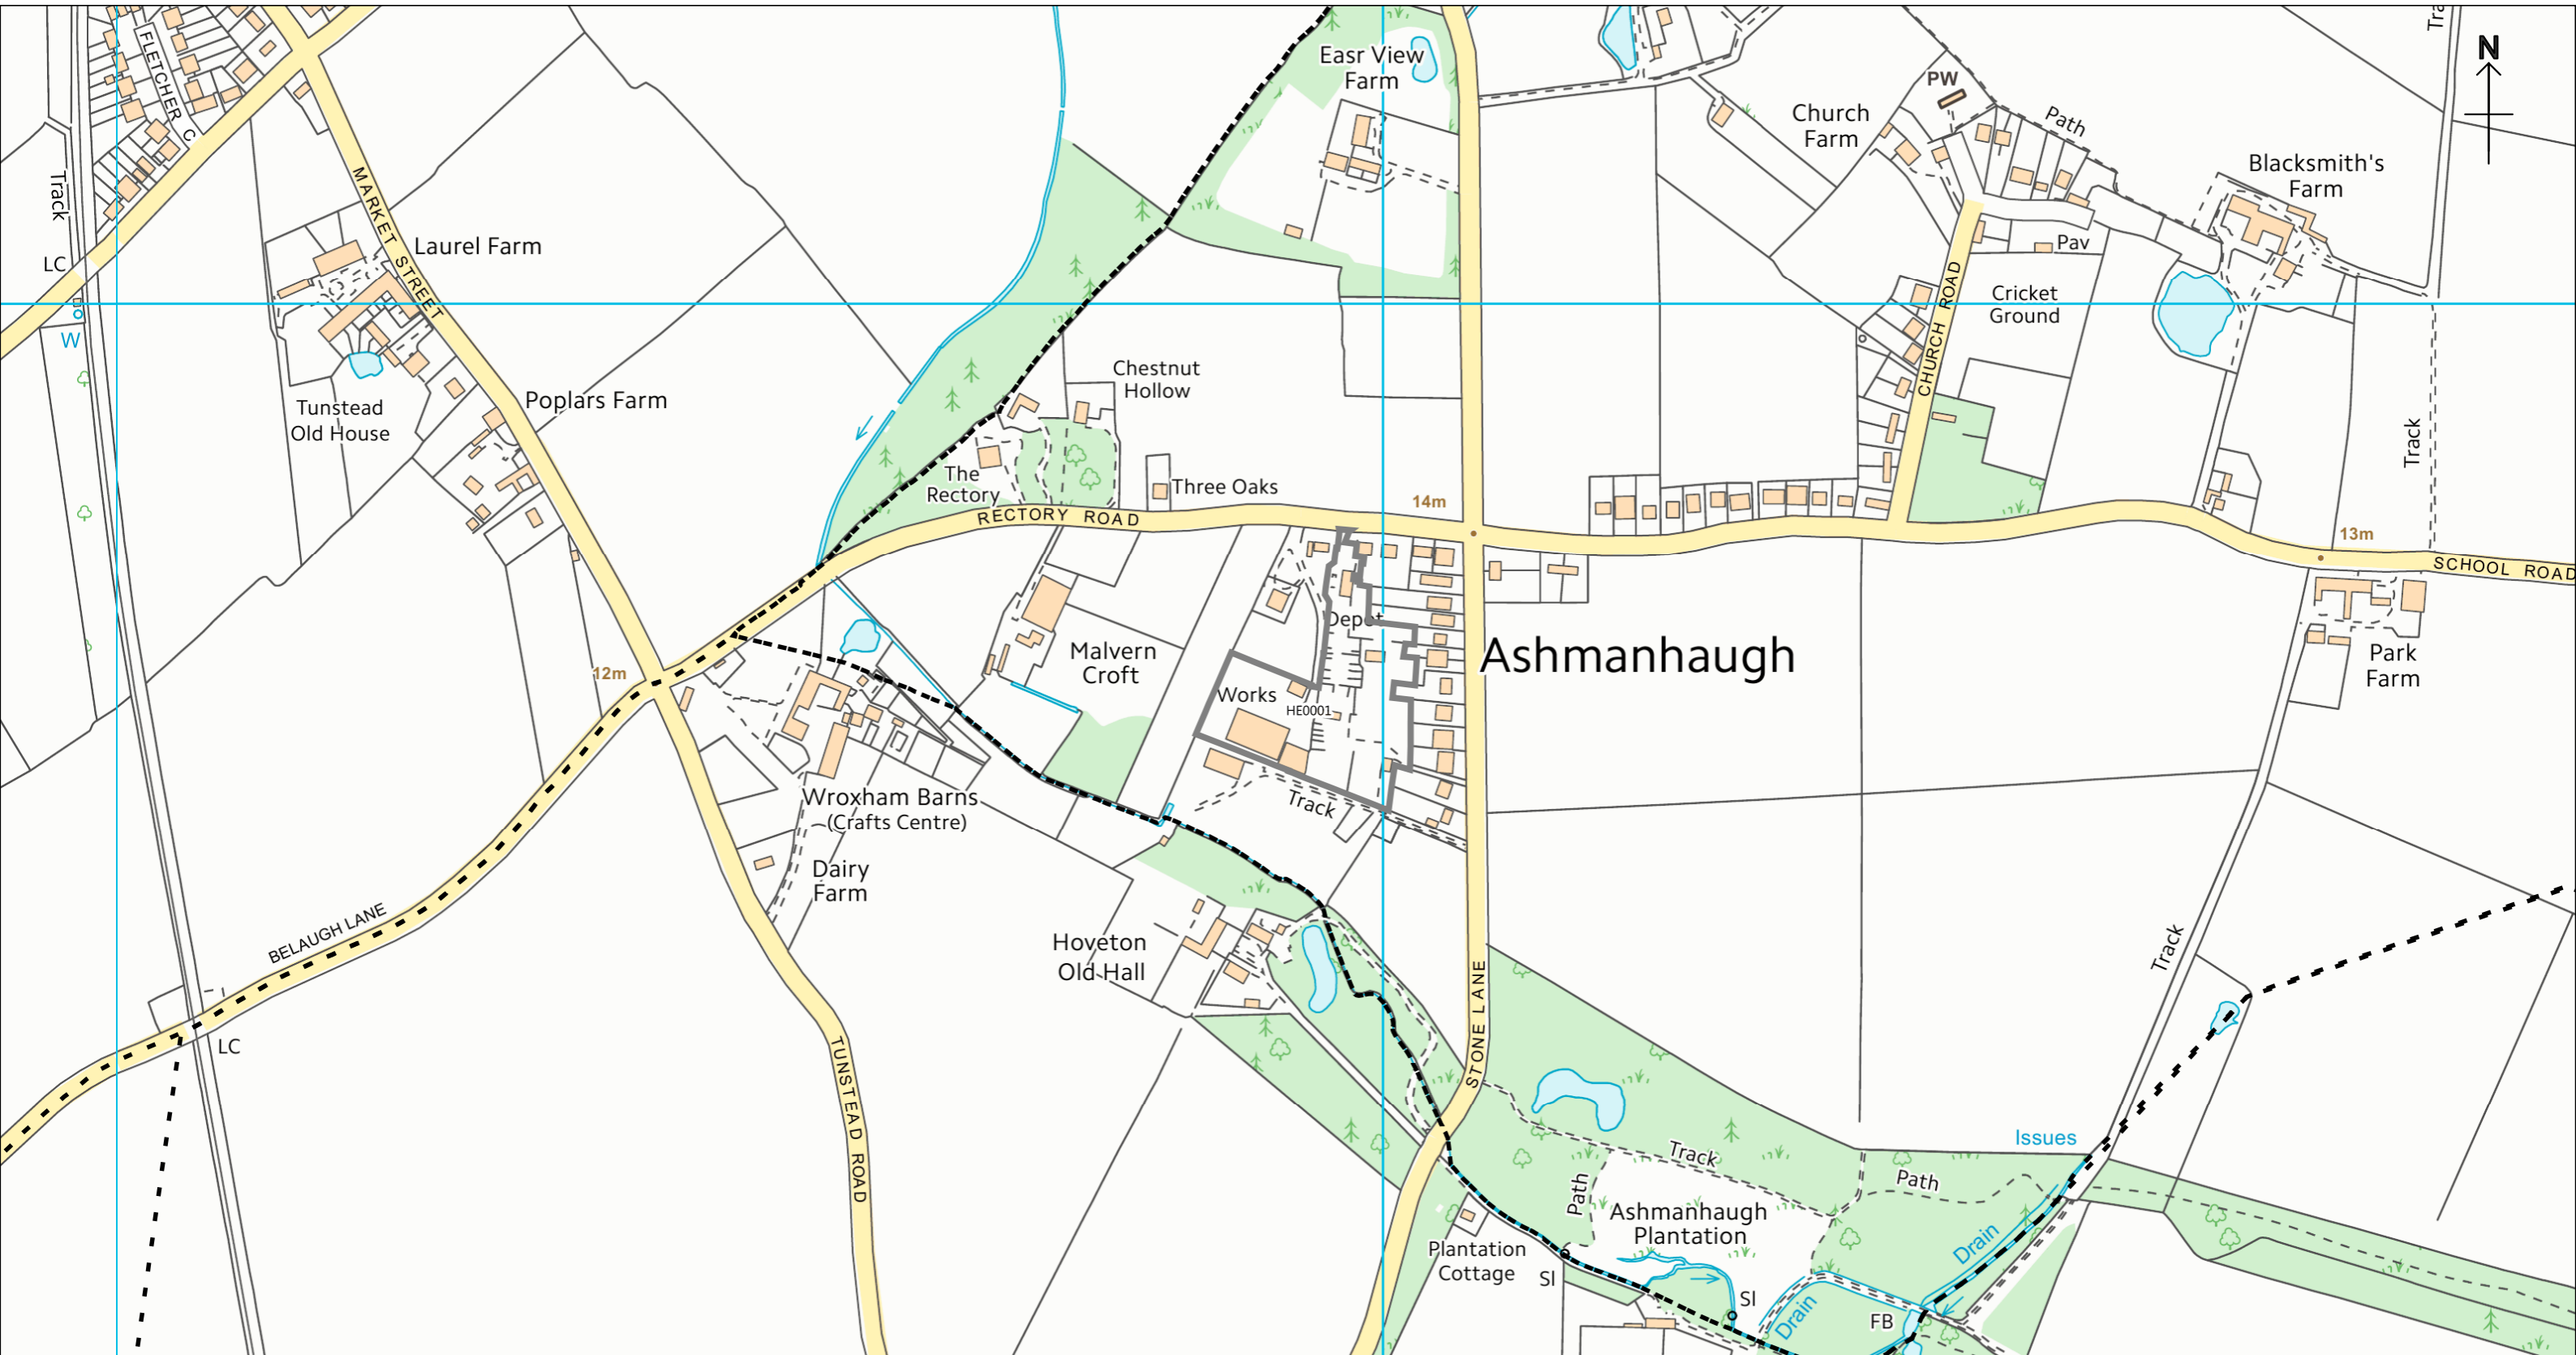 Track
FLETCHER C
Easr View
Farm
N
PW
Path
Church
Farm
Blacksmith's
Farm
Track
MARKET STREET
Laurel Farm
LC
W
Pav
CHURCH ROAD
Cricket
Ground
Tunstead
Old House
Poplars Farm
Chestnut
Hollow
The
Rectory
Three Oaks
RECTORY ROAD
14m
Track
13m
SCHOOL ROAD
Depot
Malvern
Croft
Ashmanhaugh
Park
Farm
12m
Works
HE0001
Wroxham Barns
(Crafts Centre)
Track
Dairy
Farm
BELAUGH LANE
Hoveton
Old Hall
Track
LC
STONE LANE
TUNSTEAD ROAD
Issues
Track
Path
Path
Ashmanhaugh
Plantation
Plantation
Cottage
SI
Drain
SI
Drain
FB